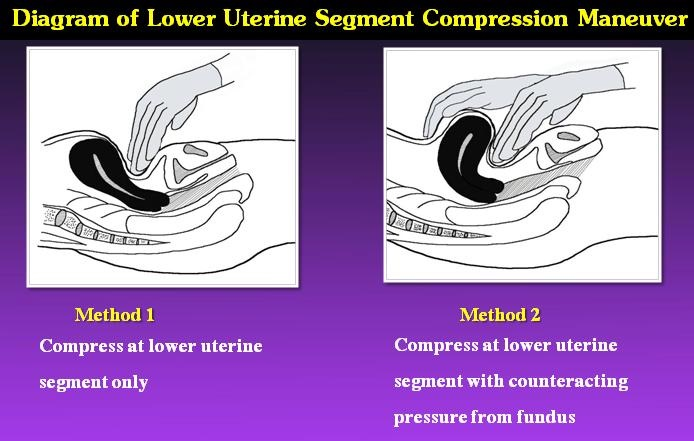 Diagram of Lower Uterine Segment Compression Maneuver
Method 1
Compress at lower uterine
segment only
Method 2
Compress at lower uterine
segment with counteracting
pressure from fundus